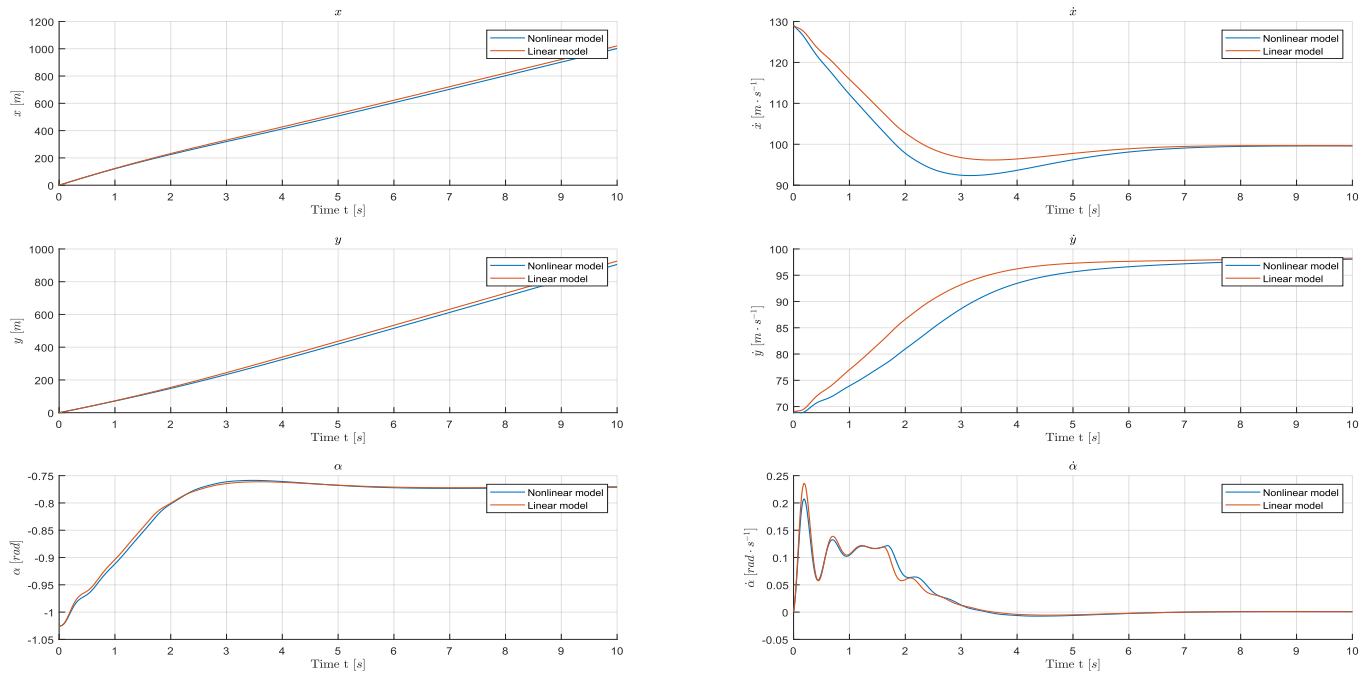 x
1200
1000
800
600
400
200
0
x [m]
0 1 2 3 4 5 6 7 8 9 10
Time t [s]
Nonlinear model
Linear model
ẋ
130
120
110
100
90
ẋ [m · s⁻¹]
0 1 2 3 4 5 6 7 8 9 10
Time t [s]
Nonlinear model
Linear model
y
1000
800
600
400
200
0
y [m]
0 1 2 3 4 5 6 7 8 9 10
Time t [s]
Nonlinear model
Linear model
ẏ
100
95
90
85
80
75
70
ẏ [m · s⁻¹]
0 1 2 3 4 5 6 7 8 9 10
Time t [s]
Nonlinear model
Linear model
α
-0.75
-0.8
-0.85
-0.9
-0.95
-1
-1.05
α [rad]
0 1 2 3 4 5 6 7 8 9 10
Time t [s]
Nonlinear model
Linear model
α̇
0.25
0.2
0.15
0.1
0.05
0
-0.05
α̇ [rad · s⁻¹]
0 1 2 3 4 5 6 7 8 9 10
Time t [s]
Nonlinear model
Linear model